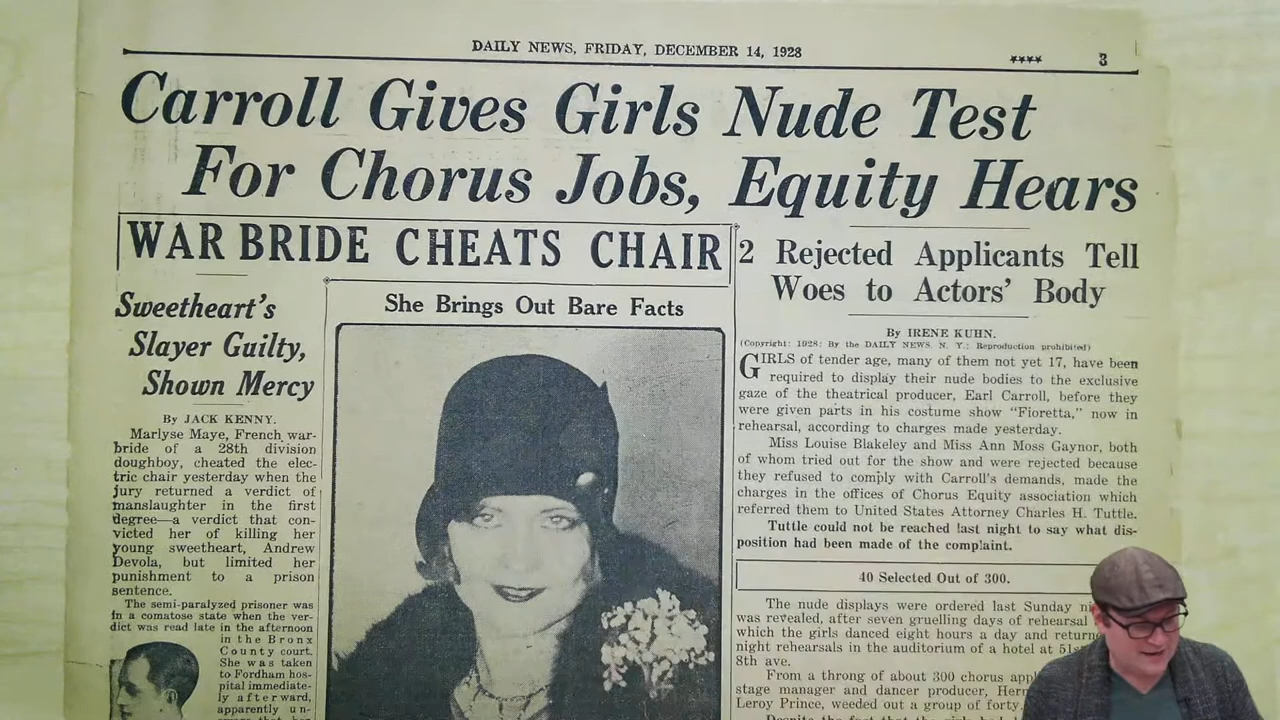 DAILY NEWS, FRIDAY, DECEMBER 14, 1928
★★★★
3
Carroll Gives Girls Nude Test
For Chorus Jobs, Equity Hears
WAR BRIDE CHEATS CHAIR
Sweetheart's
Slayer Guilty,
Shown Mercy
By JACK KENNY.
Marlyse Maye, French war-
bride of a 28th division
doughboy, cheated the elec-
tric chair yesterday when the
jury returned a verdict of
manslaughter in the first
degree—a verdict that con-
victed her of killing her
young sweetheart, Andrew
Devola, but limited her
punishment to a prison
sentence.
The semi-paralyzed prisoner was
in a comatose state when the ver-
dict was read late in the afternoon
in the Bronx
County court.
She was taken
to Fordham hos-
pital immediate-
ly afterward,
apparently un-
She Brings Out Bare Facts
2 Rejected Applicants Tell
Woes to Actors' Body
By IRENE KUHN.
(Copyright: 1928: By the DAILY NEWS, N. Y.: Reproduction prohibited)
GIRLS of tender age, many of them not yet 17, have been
required to display their nude bodies to the exclusive
gaze of the theatrical producer, Earl Carroll, before they
were given parts in his costume show "Fioretta," now in
rehearsal, according to charges made yesterday.
Miss Louise Blakeley and Miss Ann Moss Gaynor, both
of whom tried out for the show and were rejected because
they refused to comply with Carroll's demands, made the
charges in the offices of Chorus Equity association which
referred them to United States Attorney Charles H. Tuttle.
Tuttle could not be reached last night to say what dis-
position had been made of the complaint.
40 Selected Out of 300.
The nude displays were ordered last Sunday
was revealed, after seven gruelling days of rehearsal
which the girls danced eight hours a day and
night rehearsals in the auditorium of a hotel at
8th ave.
From a throng of about 300 chorus
stage manager and dancer producer,
Leroy Prince, weeded out a group of forty.